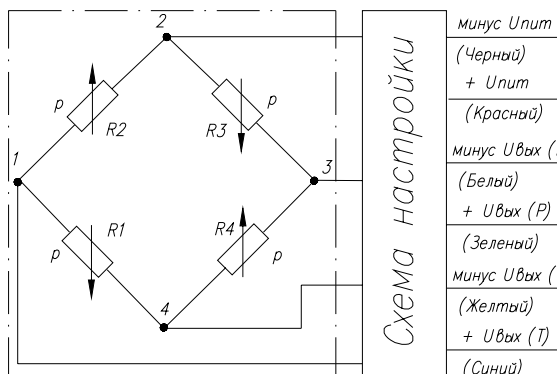 2
p
R2
p
R3
1
3
R1
p
R4
p
4
Схема настройки
минус Uпит
(Черный)
+ Uпит
(Красный)
минус Uвых (
(Белый)
+ Uвых (P)
(Зеленый)
минус Uвых (
(Желтый)
+ Uвых (T)
(Синий)